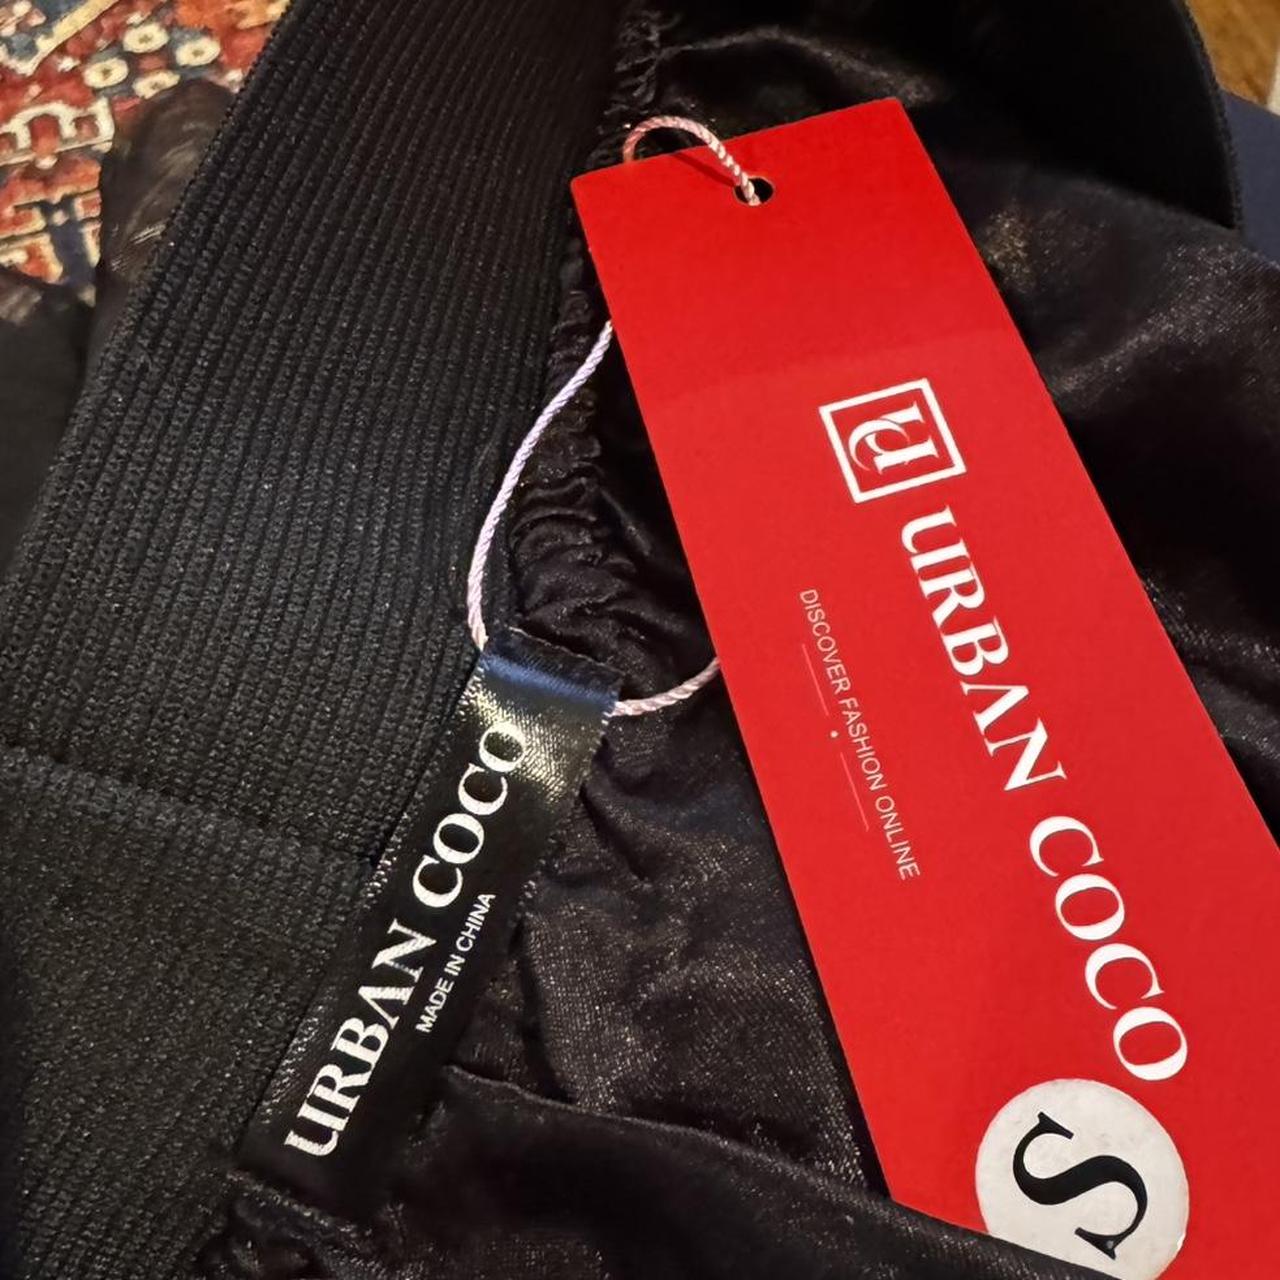 UC
URBAN COCO
DISCOVER FASHION ONLINE
S
URBAN COCO
MADE IN CHINA